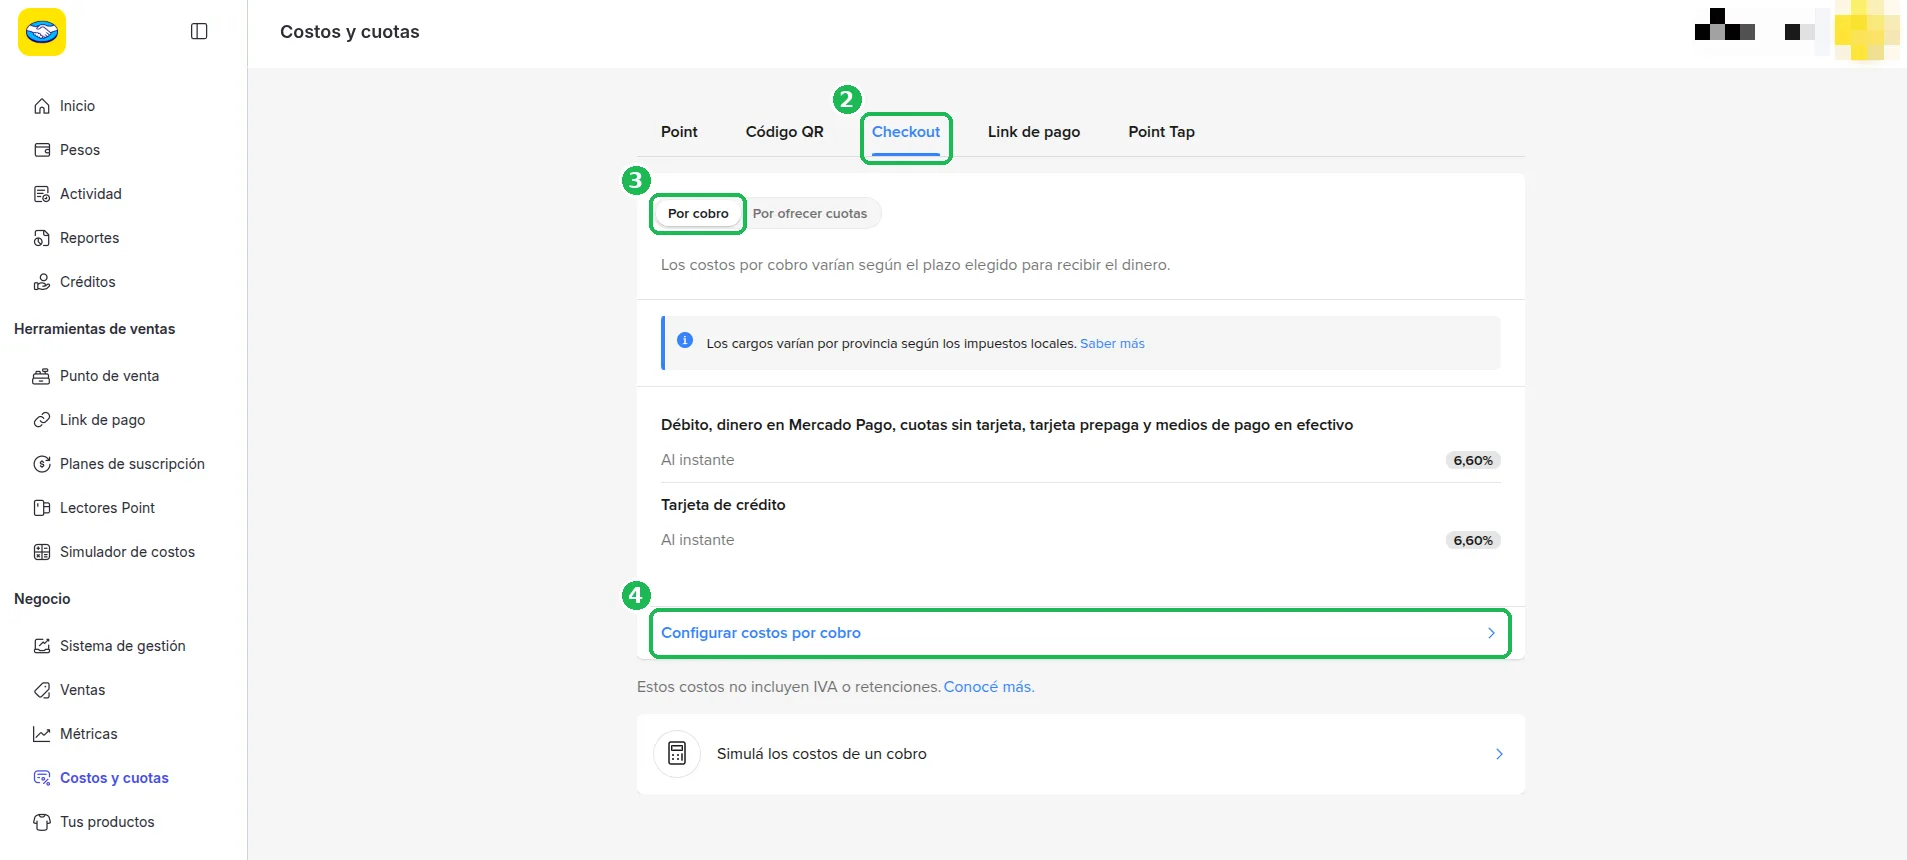 Costos y cuotas
Inicio
Pesos
Actividad
Reportes
Créditos
Herramientas de ventas
Punto de venta
Link de pago
Planes de suscripción
Lectores Point
Simulador de costos
Negocio
Sistema de gestión
Ventas
Métricas
Costos y cuotas
Tus productos
2
Point Código QR Checkout Link de pago Point Tap
3
Por cobro Por ofrecer cuotas
Los costos por cobro varían según el plazo elegido para recibir el dinero.
Los cargos varían por provincia según los impuestos locales. Saber más
Débito, dinero en Mercado Pago, cuotas sin tarjeta, tarjeta prepaga y medios de pago en efectivo
Al instante 6,60%
Tarjeta de crédito
Al instante 6,60%
4
Configurar costos por cobro
Estos costos no incluyen IVA o retenciones. Conocé más.
Simulá los costos de un cobro